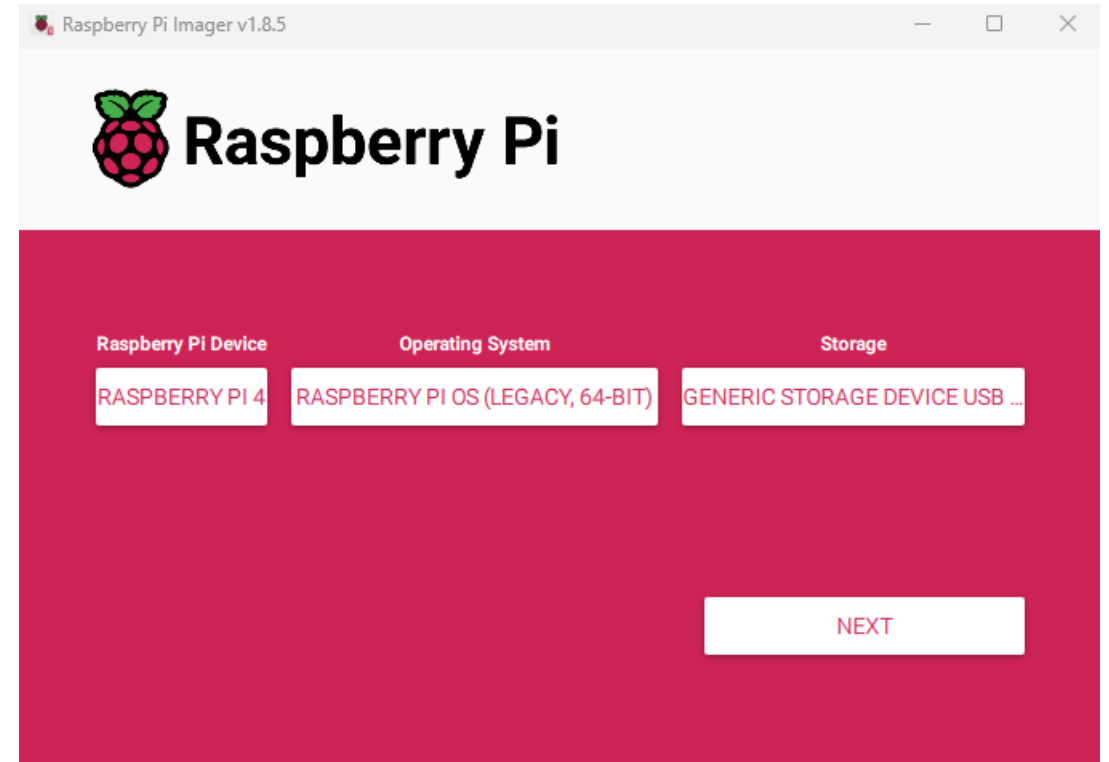 Raspberry Pi Imager v1.8.5
Raspberry Pi
Raspberry Pi Device Operating System Storage
RASPBERRY PI 4 RASPBERRY PI OS (LEGACY, 64-BIT) GENERIC STORAGE DEVICE USB ...
NEXT